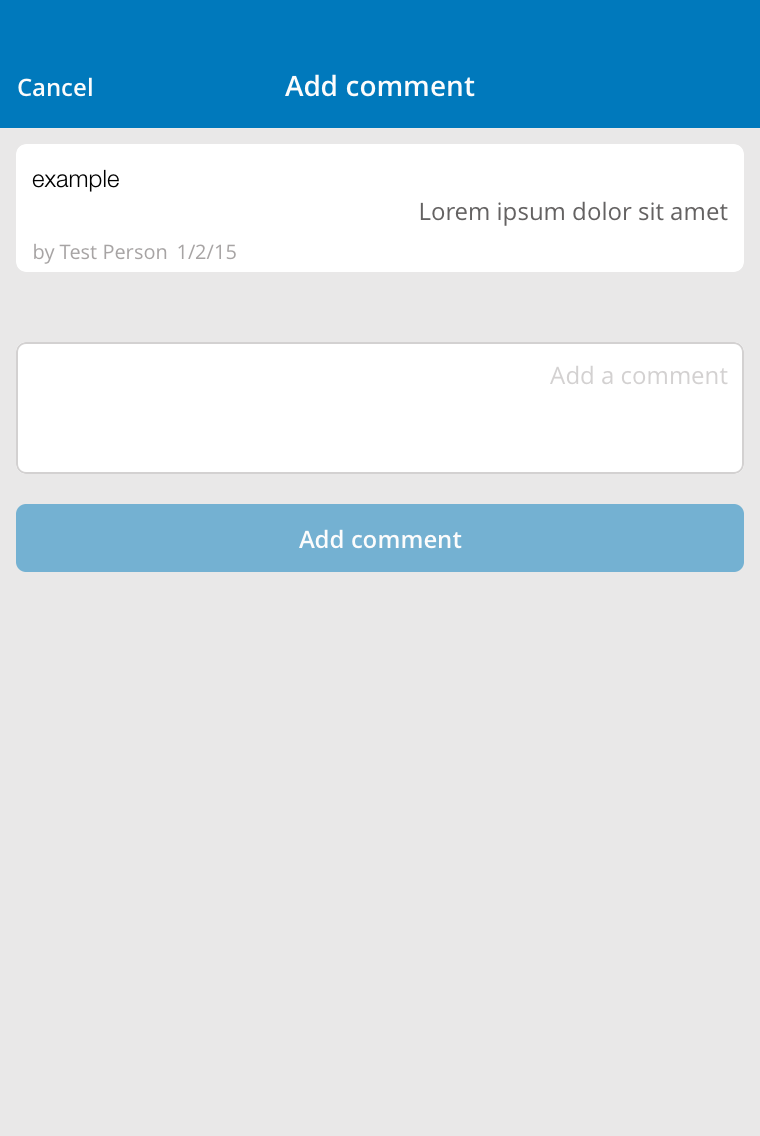 Cancel Add comment
example
Lorem ipsum dolor sit amet
by Test Person 1/2/15
Add a comment
Add comment